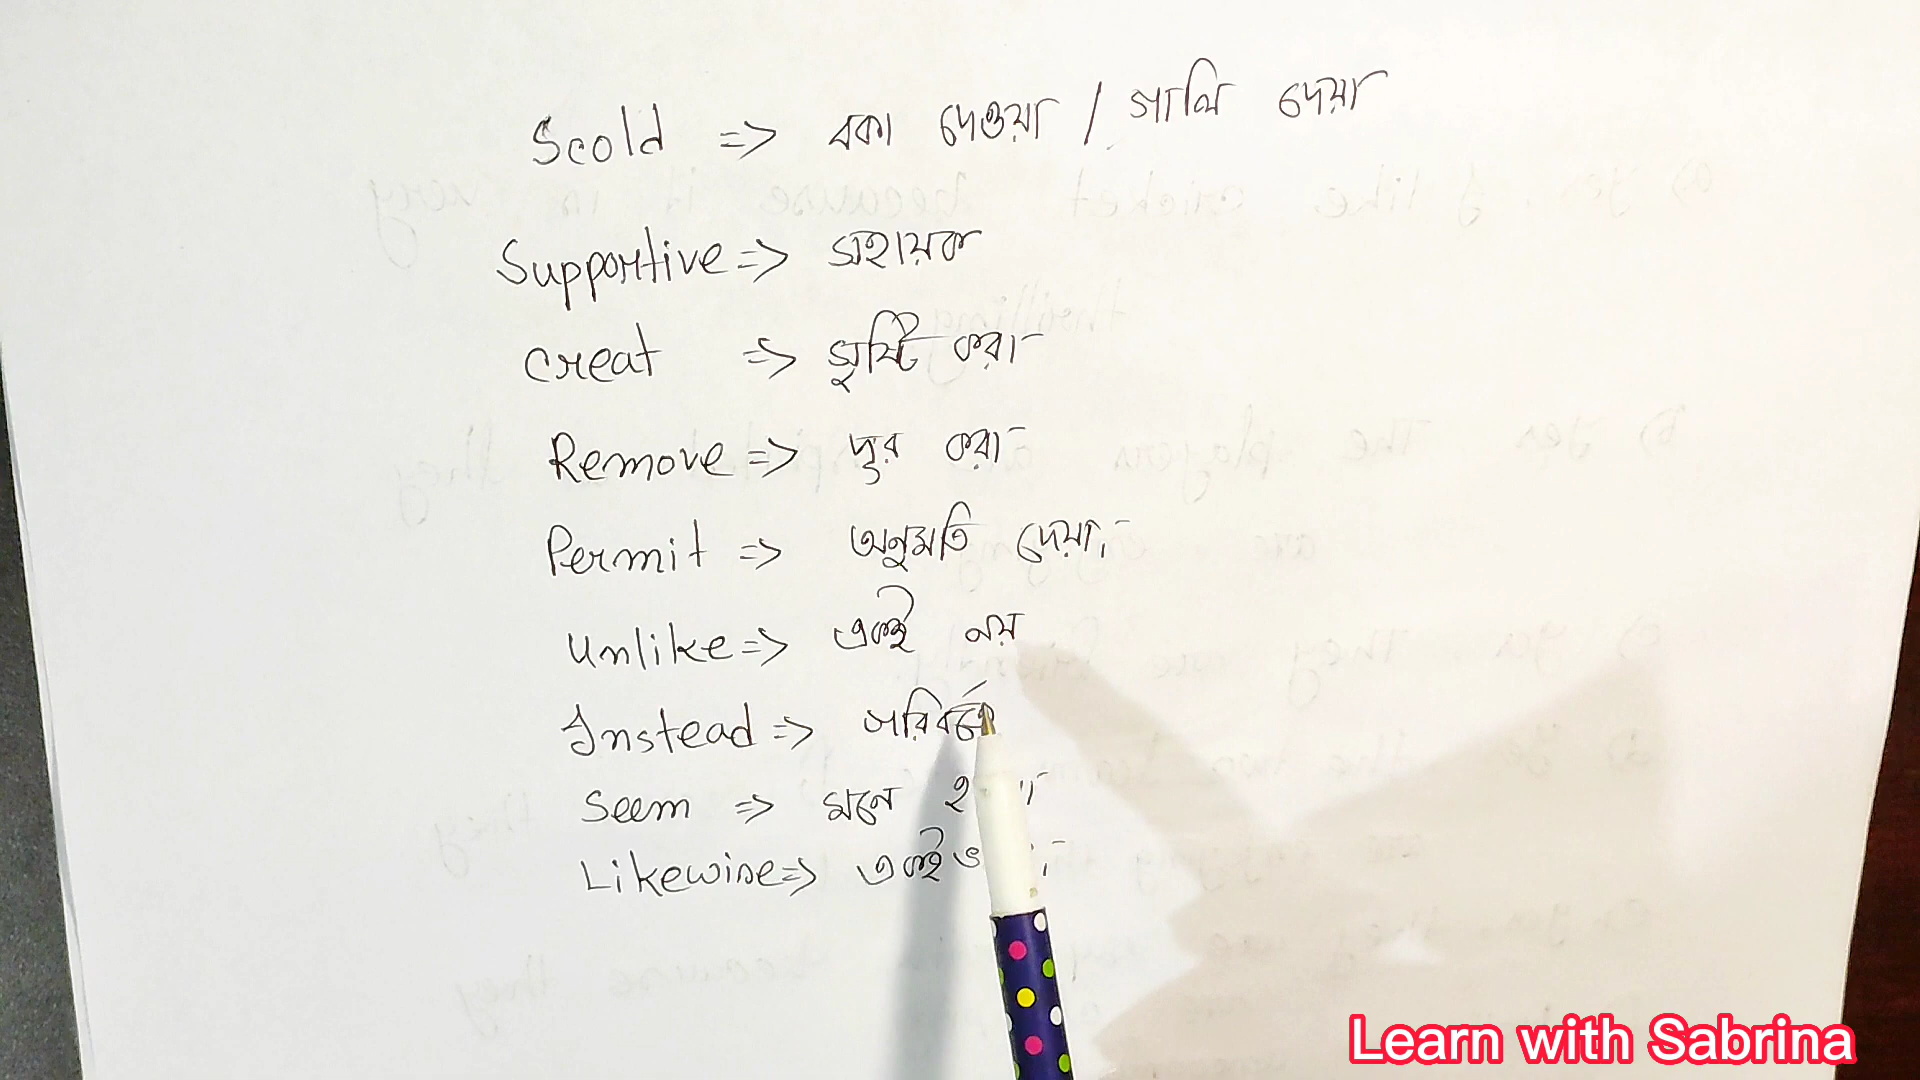 Scold => বকা দেওয়া / গালি দেয়া
Supportive => সহায়ক
Creat => সৃষ্টি করা
Remove => দুর করা
Permit => অনুমতি দেয়া
Unlike => একই নয়
Instead => পরিবর্তে
Seem => মনে
Likewise =>
Learn with Sabrina